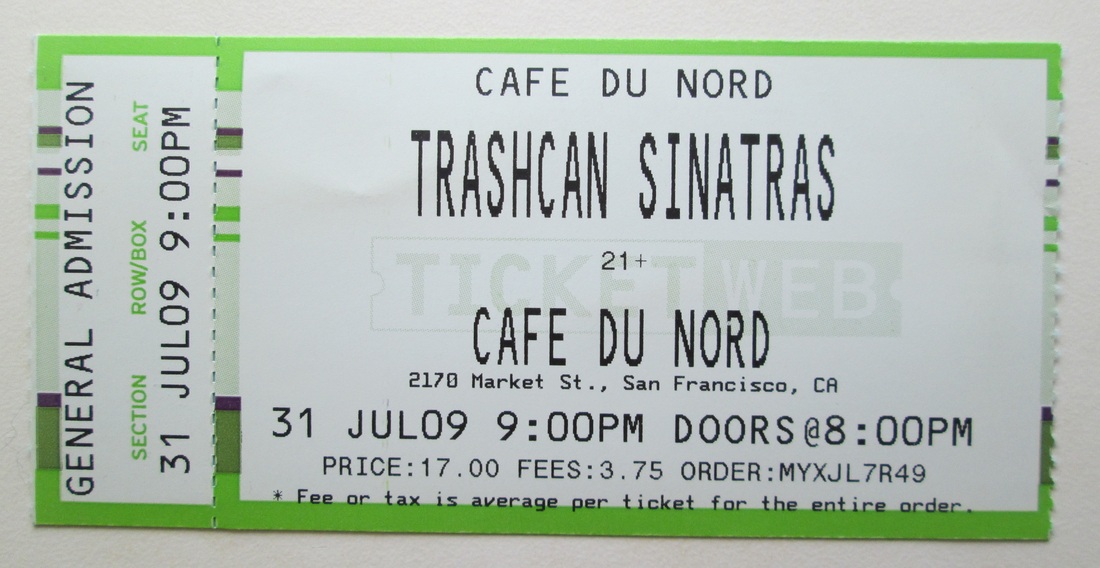 GENERAL ADMISSION
SECTION ROW/BOX SEAT
31 JUL09 9:00PM
CAFE DU NORD
TRASHCAN SINATRAS
21+
TICKETWEB
CAFE DU NORD
2170 Market St., San Francisco, CA
31 JUL09 9:00PM DOORS@8:00PM
PRICE:17.00 FEES:3.75 ORDER:MYXJL7R49
* Fee or tax is average per ticket for the entire order.